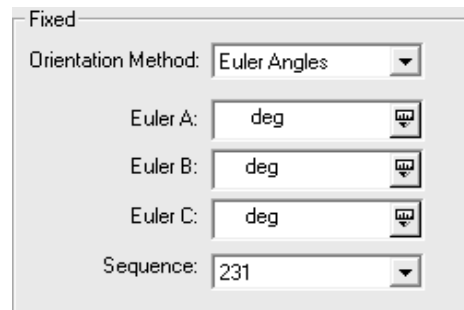 Fixed
Orientation Method: Euler Angles
Euler A: deg
Euler B: deg
Euler C: deg
Sequence: 231